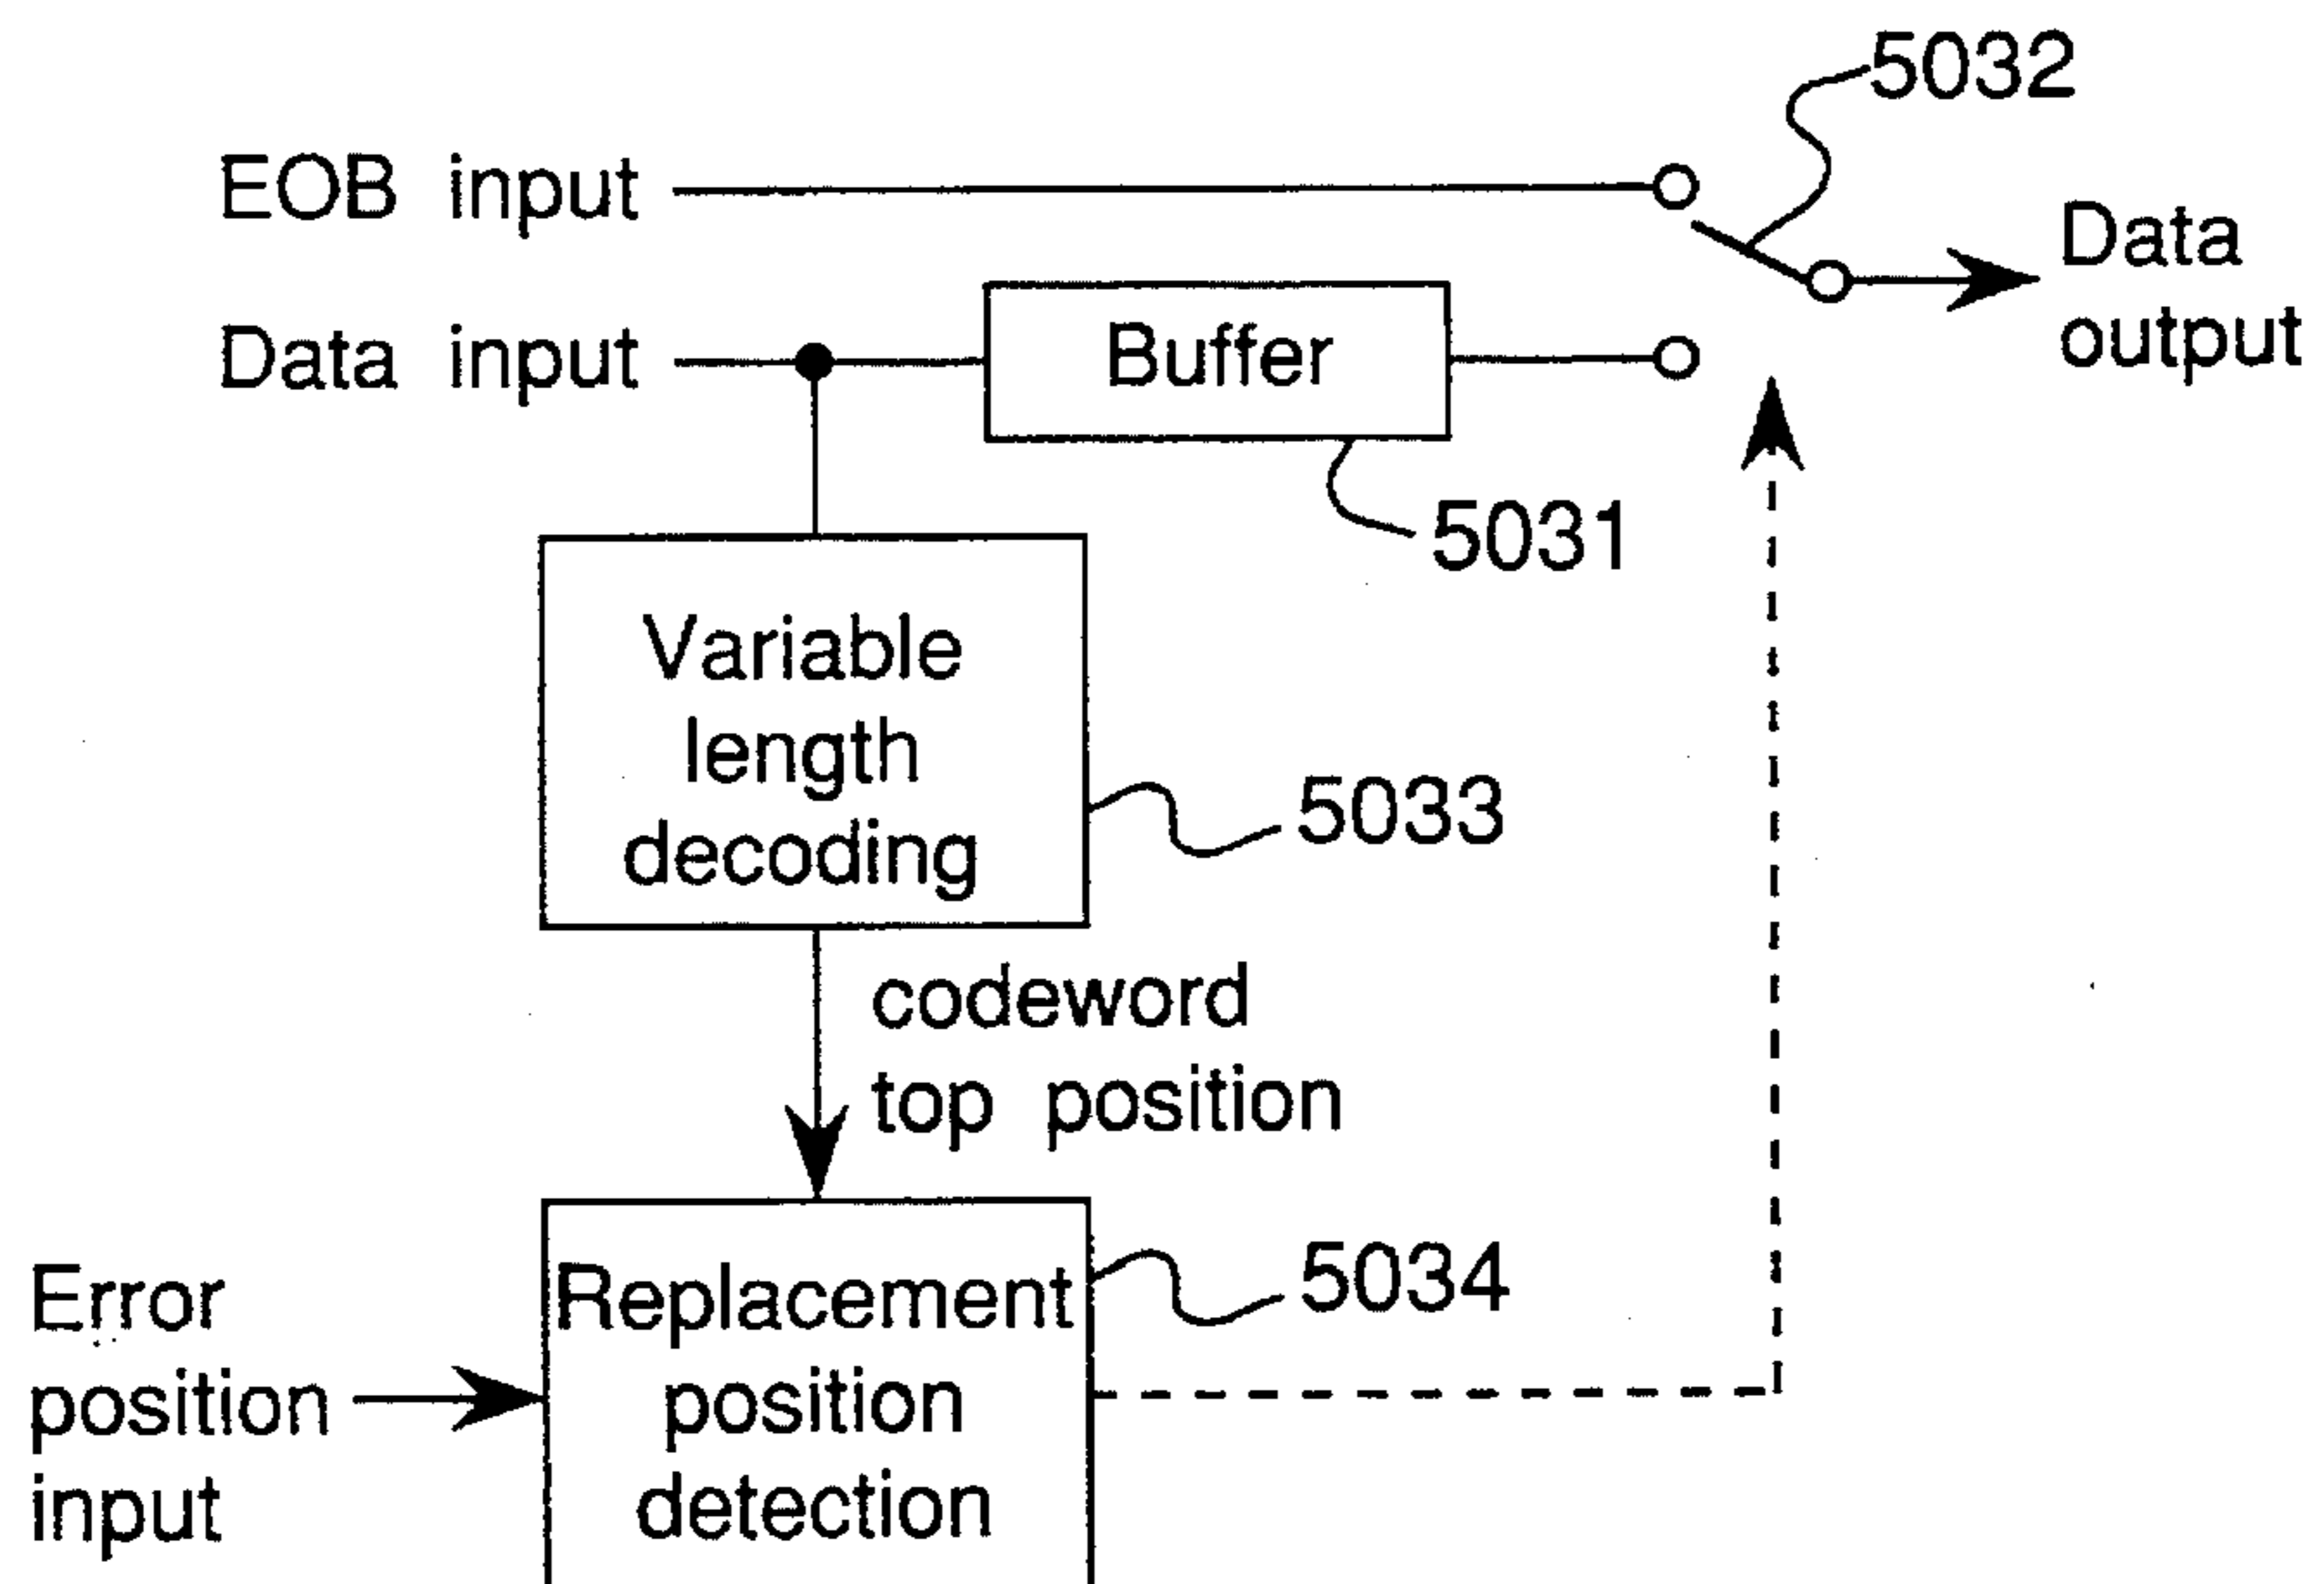 5032
EOB input
Data
output
Data input
Buffer
5031
Variable
length
decoding
5033
codeword
top position
Error
position
input
Replacement
position
detection
5034